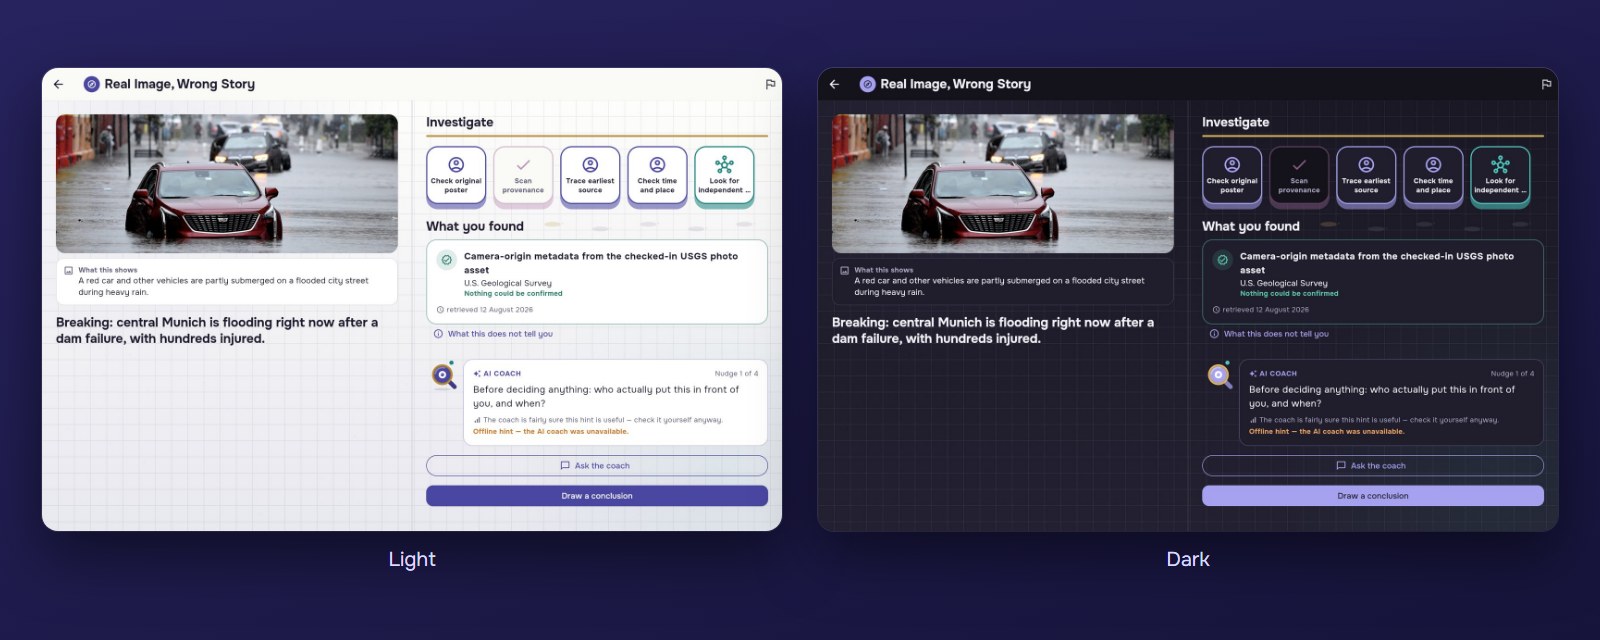 Real Image, Wrong Story
What this shows
A red car and other vehicles are partly submerged on a flooded city street
during heavy rain.
Breaking: central Munich is flooding right now after a
dam failure, with hundreds injured.
Investigate
Check original
poster
Scan
provenance
Trace earliest
source
Check time
and place
Look for
independent ...
What you found
Camera-origin metadata from the checked-in USGS photo
asset
U.S. Geological Survey
Nothing could be confirmed
retrieved 12 August 2026
What this does not tell you
AI COACH
Nudge 1 of 4
Before deciding anything: who actually put this in front of
you, and when?
The coach is fairly sure this hint is useful — check it yourself anyway.
Offline hint — the AI coach was unavailable.
Ask the coach
Draw a conclusion
Light
Real Image, Wrong Story
What this shows
A red car and other vehicles are partly submerged on a flooded city street
during heavy rain.
Breaking: central Munich is flooding right now after a
dam failure, with hundreds injured.
Investigate
Check original
poster
Scan
provenance
Trace earliest
source
Check time
and place
Look for
independent ...
What you found
Camera-origin metadata from the checked-in USGS photo
asset
U.S. Geological Survey
Nothing could be confirmed
retrieved 12 August 2026
What this does not tell you
AI COACH
Nudge 1 of 4
Before deciding anything: who actually put this in front of
you, and when?
The coach is fairly sure this hint is useful — check it yourself anyway.
Offline hint — the AI coach was unavailable.
Ask the coach
Draw a conclusion
Dark